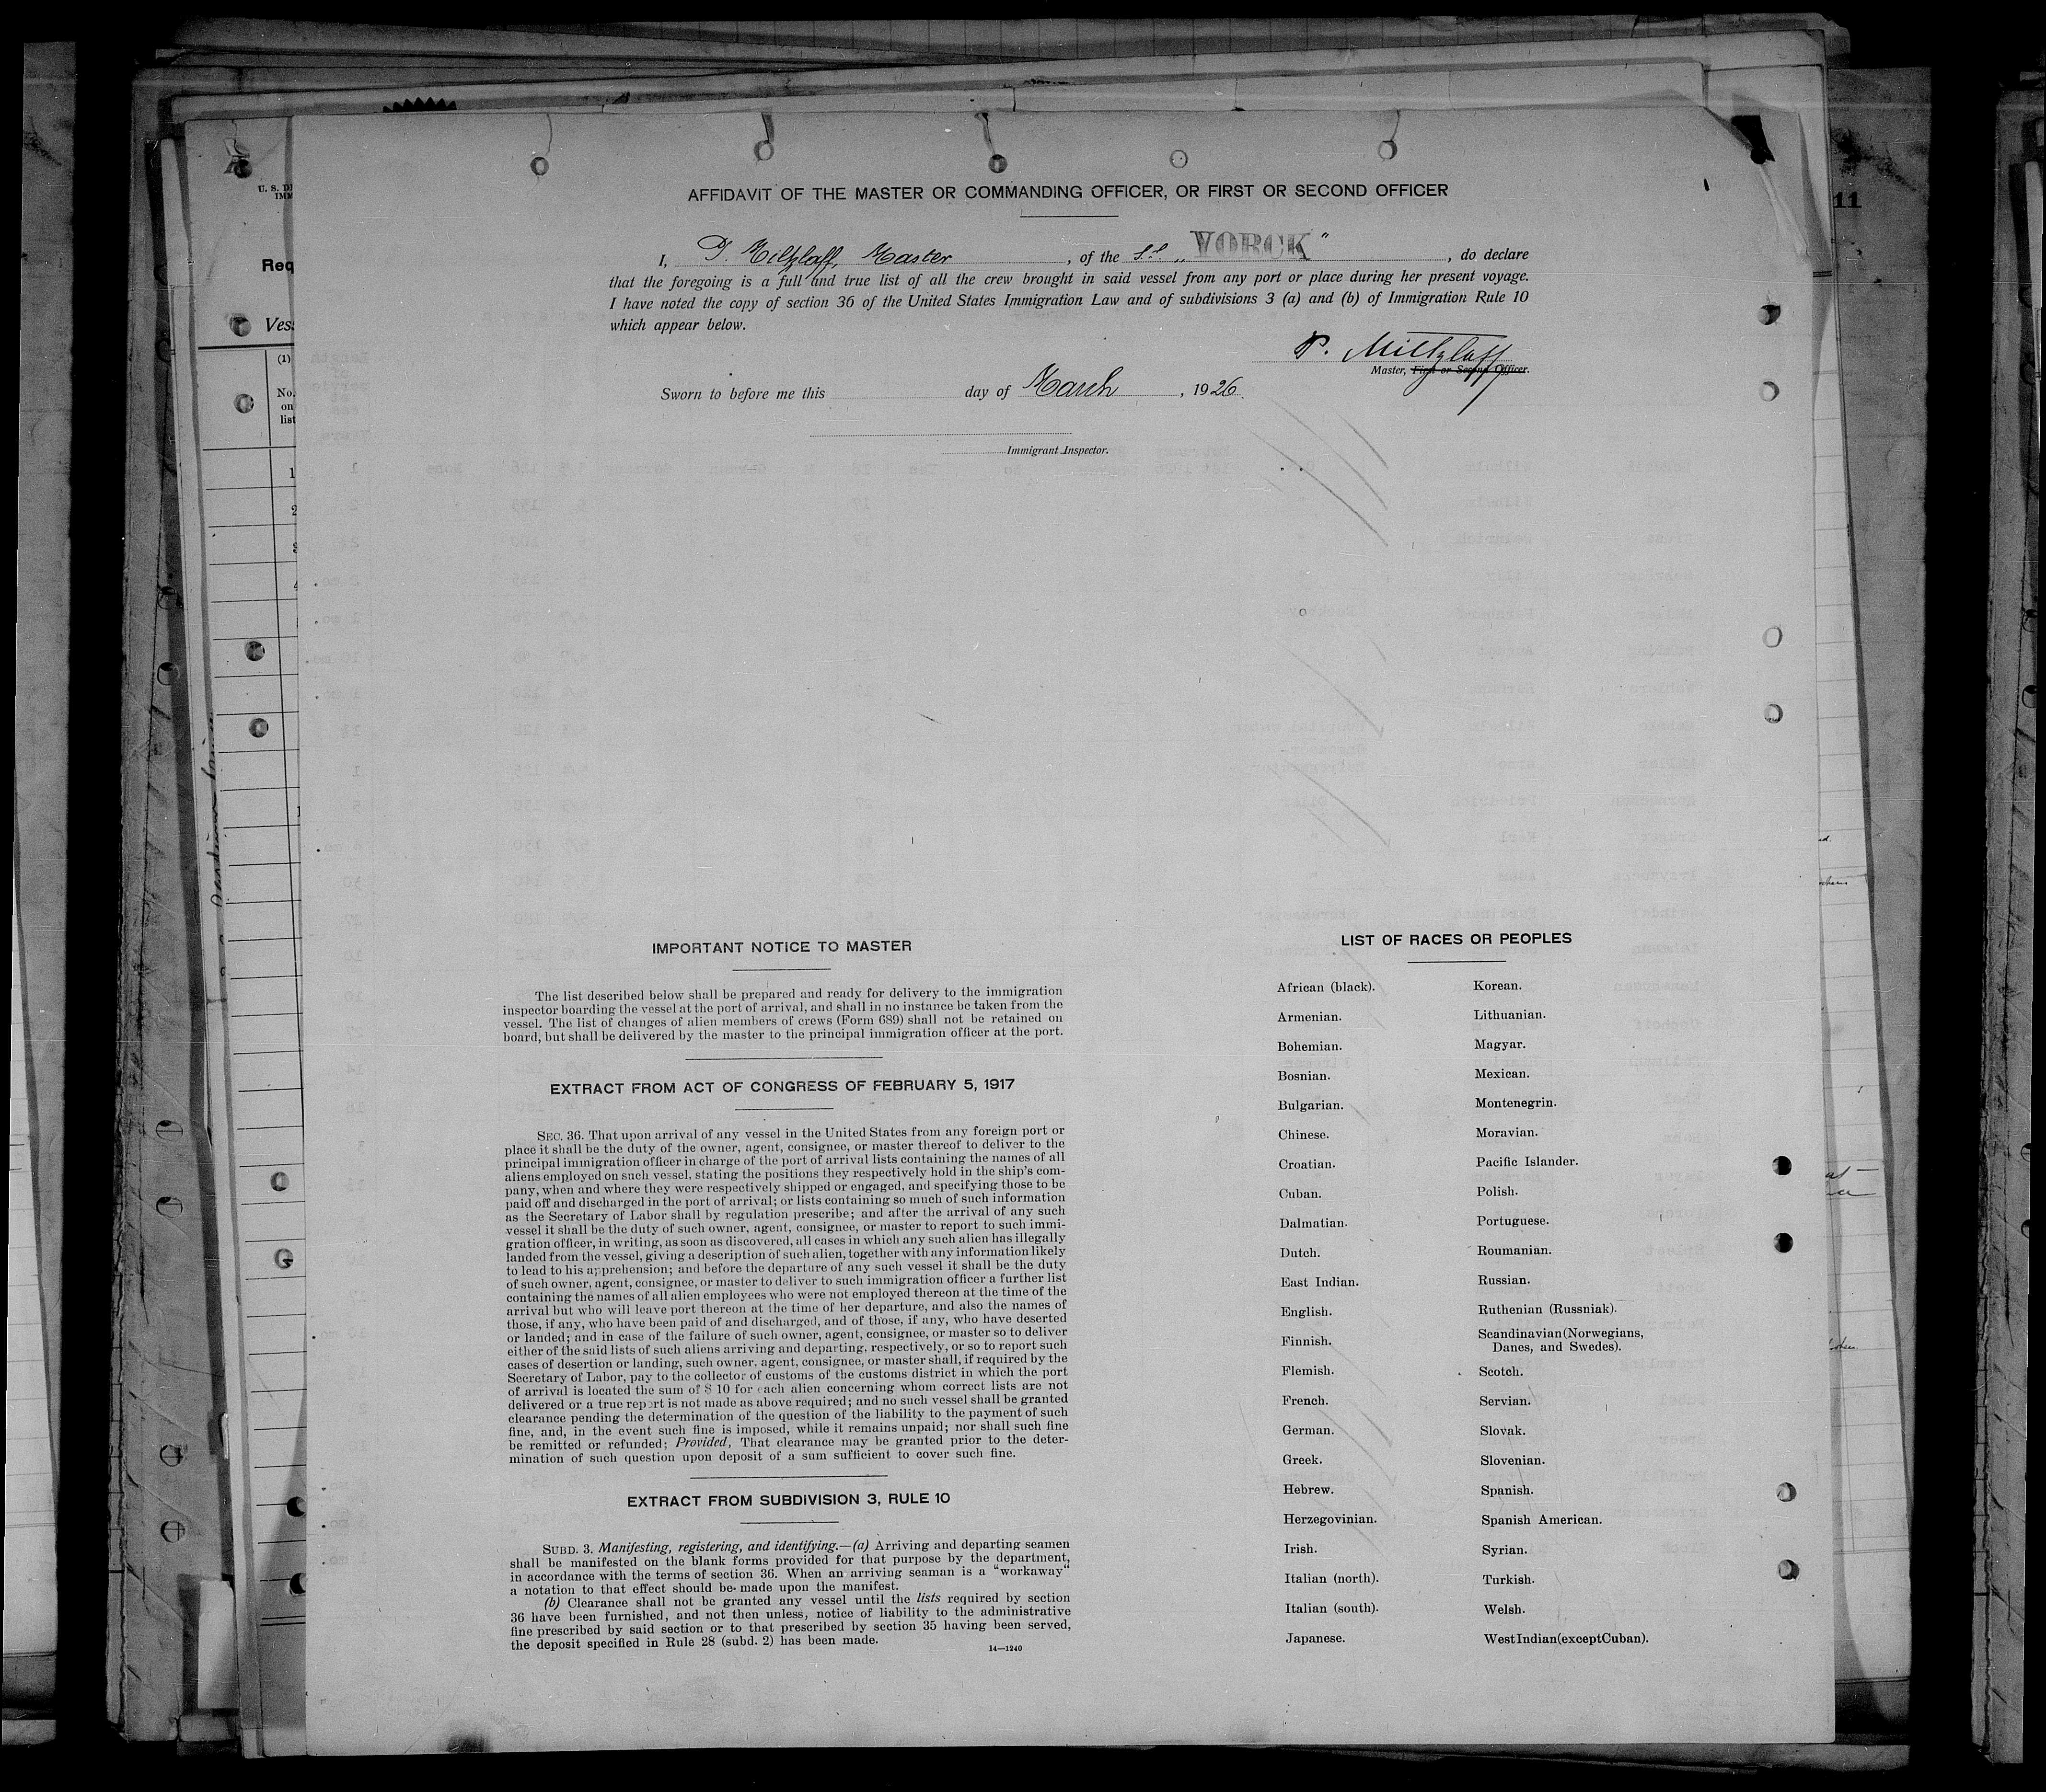 U. S. D
IMM
Req
Ves
(1)
No.
on
list
11
AFFIDAVIT OF THE MASTER OR COMMANDING OFFICER, OR FIRST OR SECOND OFFICER
I, P. Miltzlaff, Master, of the S.S. „YORCK“, do declare
that the foregoing is a full and true list of all the crew brought in said vessel from any port or place during her present voyage.
I have noted the copy of section 36 of the United States Immigration Law and of subdivisions 3 (a) and (b) of Immigration Rule 10
which appear below.
P. Miltzlaff
Master, First or Second Officer.
Sworn to before me this day of March, 1926.
Immigrant Inspector.
IMPORTANT NOTICE TO MASTER
The list described below shall be prepared and ready for delivery to the immigration
inspector boarding the vessel at the port of arrival, and shall in no instance be taken from the
vessel. The list of changes of alien members of crews (Form 689) shall not be retained on
board, but shall be delivered by the master to the principal immigration officer at the port.
EXTRACT FROM ACT OF CONGRESS OF FEBRUARY 5, 1917
SEC. 36. That upon arrival of any vessel in the United States from any foreign port or
place it shall be the duty of the owner, agent, consignee, or master thereof to deliver to the
principal immigration officer in charge of the port of arrival lists containing the names of all
aliens employed on such vessel, stating the positions they respectively hold in the ship's com-
pany, when and where they were respectively shipped or engaged, and specifying those to be
paid off and discharged in the port of arrival; or lists containing so much of such information
as the Secretary of Labor shall by regulation prescribe; and after the arrival of any such
vessel it shall be the duty of such owner, agent, consignee, or master to report to such immi-
gration officer, in writing, as soon as discovered, all cases in which any such alien has illegally
landed from the vessel, giving a description of such alien, together with any information likely
to lead to his apprehension; and before the departure of any such vessel it shall be the duty
of such owner, agent, consignee, or master to deliver to such immigration officer a further list
containing the names of all alien employees who were not employed thereon at the time of the
arrival but who will leave port thereon at the time of her departure, and also the names of
those, if any, who have been paid of and discharged, and of those, if any, who have deserted
or landed; and in case of the failure of such owner, agent, consignee, or master so to deliver
either of the said lists of such aliens arriving and departing, respectively, or so to report such
cases of desertion or landing, such owner, agent, consignee, or master shall, if required by the
Secretary of Labor, pay to the collector of customs of the customs district in which the port
of arrival is located the sum of $ 10 for each alien concerning whom correct lists are not
delivered or a true report is not made as above required; and no such vessel shall be granted
clearance pending the determination of the question of the liability to the payment of such
fine, and, in the event such fine is imposed, while it remains unpaid; nor shall such fine
be remitted or refunded; Provided, That clearance may be granted prior to the deter-
mination of such question upon deposit of a sum sufficient to cover such fine.
EXTRACT FROM SUBDIVISION 3, RULE 10
SUBD. 3. Manifesting, registering, and identifying.—(a) Arriving and departing seamen
shall be manifested on the blank forms provided for that purpose by the department,
in accordance with the terms of section 36. When an arriving seaman is a "workaway"
a notation to that effect should be made upon the manifest.
(b) Clearance shall not be granted any vessel until the lists required by section
36 have been furnished, and not then unless, notice of liability to the administrative
fine prescribed by said section or to that prescribed by section 35 having been served,
the deposit specified in Rule 28 (subd. 2) has been made.
14—1240
LIST OF RACES OR PEOPLES
African (black).
Armenian.
Bohemian.
Bosnian.
Bulgarian.
Chinese.
Croatian.
Cuban.
Dalmatian.
Dutch.
East Indian.
English.
Finnish.
Flemish.
French.
German.
Greek.
Hebrew.
Herzegovinian.
Irish.
Italian (north).
Italian (south).
Japanese.
Korean.
Lithuanian.
Magyar.
Mexican.
Montenegrin.
Moravian.
Pacific Islander.
Polish.
Portuguese.
Roumanian.
Russian.
Ruthenian (Russniak).
Scandinavian (Norwegians,
Danes, and Swedes).
Scotch.
Servian.
Slovak.
Slovenian.
Spanish.
Spanish American.
Syrian.
Turkish.
Welsh.
West Indian (except Cuban).